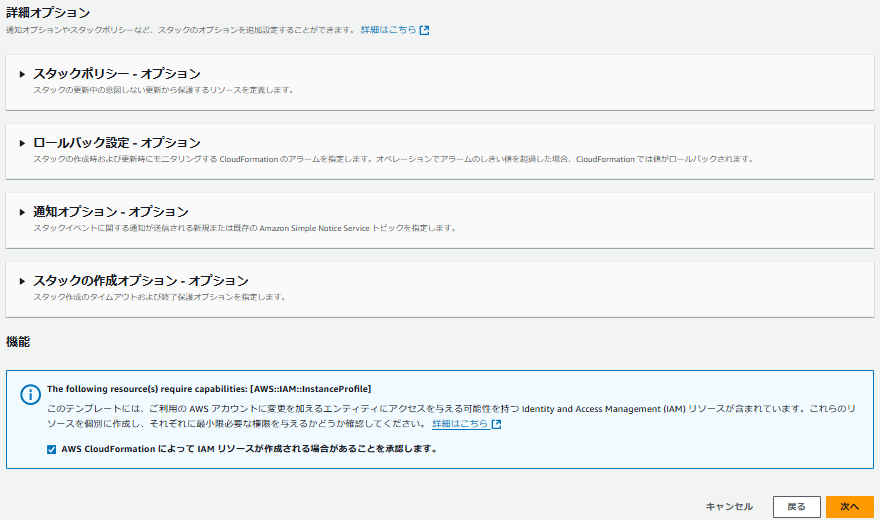 詳細オプション
通知オプションやスタックポリシーなど、スタックのオプションを追加設定することができます。 詳細はこちら
スタックポリシー - オプション
スタックの更新中の意図しない更新から保護するリソースを定義します。
ロールバック設定 - オプション
スタックの作成時および更新時にモニタリングする CloudFormation のアラームを指定します。オペレーションでアラームのしきい値を超過した場合、CloudFormation では値がロールバックされます。
通知オプション - オプション
スタックイベントに関する通知が送信される新規または既存の Amazon Simple Notice Service トピックを指定します。
スタックの作成オプション - オプション
スタック作成のタイムアウトおよび終了保護オプションを指定します。
機能
The following resource(s) require capabilities: [AWS::IAM::InstanceProfile]
このテンプレートには、ご利用の AWS アカウントに変更を加えるエンティティにアクセスを与える可能性を持つ Identity and Access Management (IAM) リソースが含まれています。これらのリ
ソースを個別に作成し、それぞれに最小限必要な権限を与えるかどうか確認してください。 詳細はこちら
AWS CloudFormation によって IAM リソースが作成される場合があることを承認します。
キャンセル 戻る 次へ